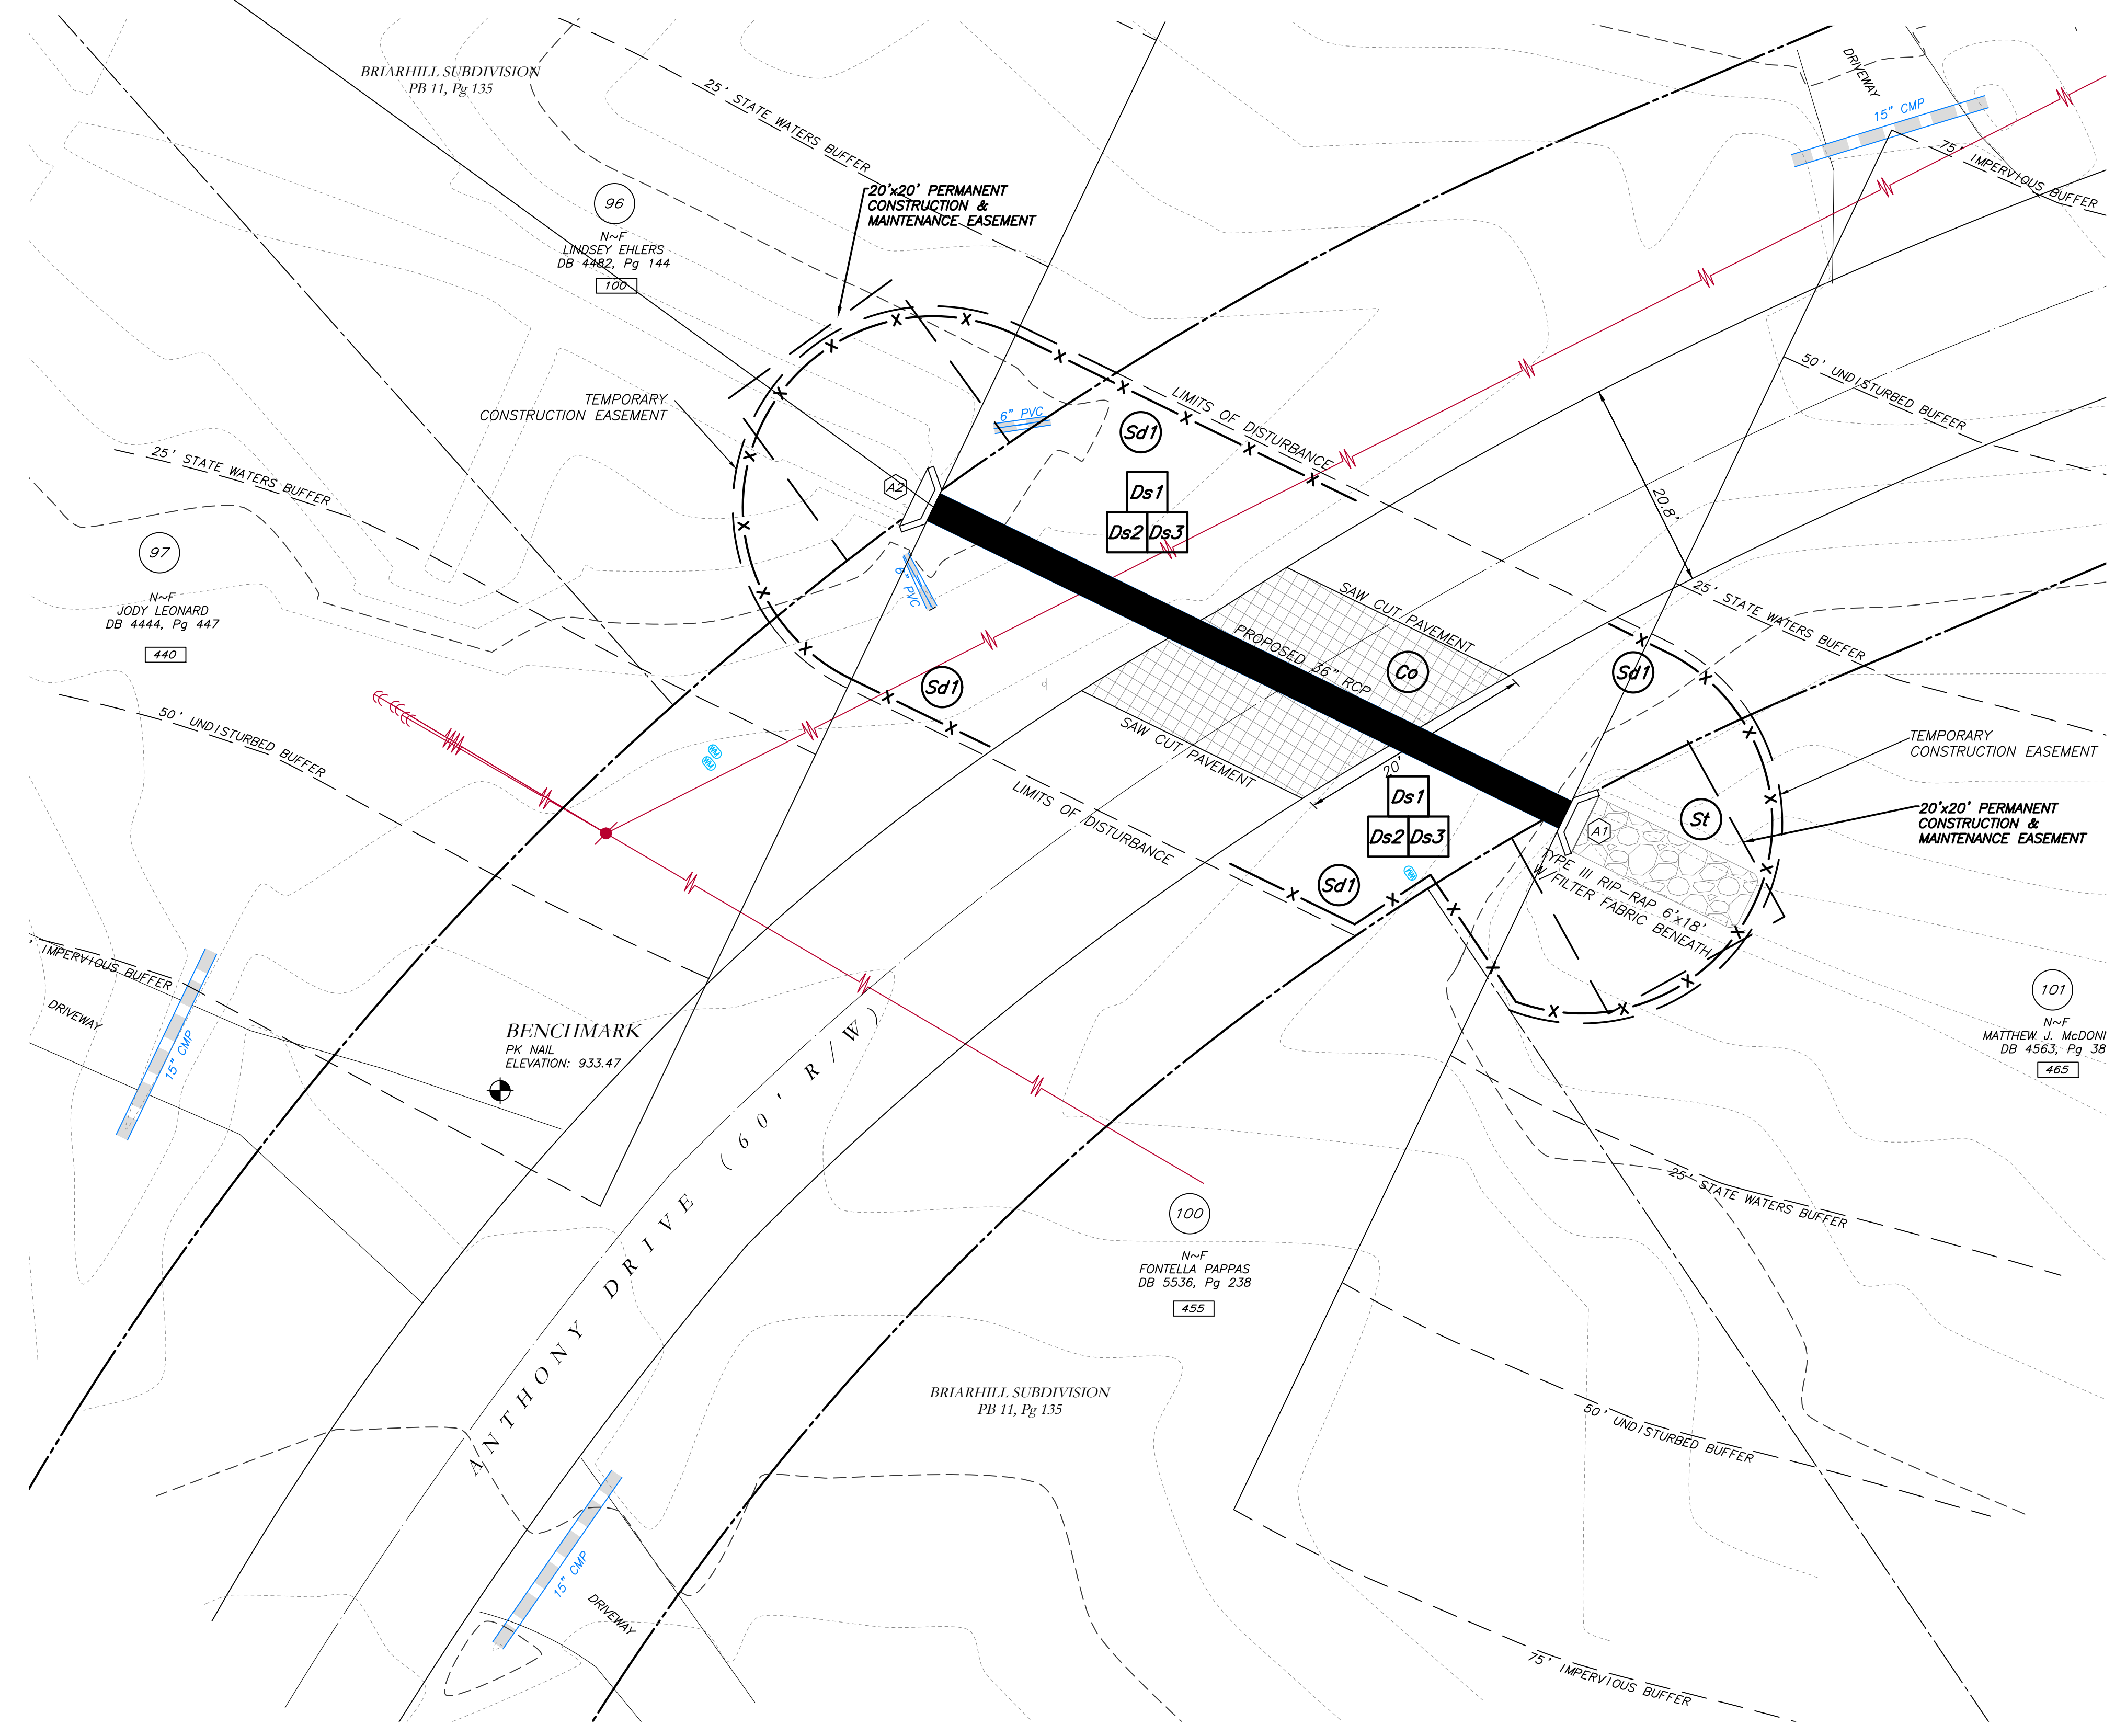 BRIARHILL SUBDIVISION
PB 11, Pg 135
25' STATE WATERS BUFFER
DRIVEWAY
15" CMP
75' IMPERVIOUS BUFFER
96
N~F
LINDSEY EHLERS
DB 4482, Pg 144
100
20'x20' PERMANENT
CONSTRUCTION &
MAINTENANCE EASEMENT
TEMPORARY
CONSTRUCTION EASEMENT
6" PVC
Sd1
LIMITS OF DISTURBANCE
50' UNDISTURBED BUFFER
25' STATE WATERS BUFFER
A2
Ds1
Ds2 Ds3
20.8'
97
N~F
JODY LEONARD
DB 4444, Pg 447
440
6" PVC
SAW CUT PAVEMENT
PROPOSED 36" RCP
Co
25' STATE WATERS BUFFER
Sd1
Sd1
SAW CUT PAVEMENT
20'
50' UNDISTURBED BUFFER
WM
WM
LIMITS OF DISTURBANCE
TEMPORARY
CONSTRUCTION EASEMENT
Ds1
Ds2 Ds3
St
A1
20'x20' PERMANENT
CONSTRUCTION &
MAINTENANCE EASEMENT
WM
Sd1
TYPE III RIP-RAP 6'x18'
W/FILTER FABRIC BENEATH
' IMPERVIOUS BUFFER
DRIVEWAY
15" CMP
BENCHMARK
PK NAIL
ELEVATION: 933.47
101
N~F
MATTHEW J. McDONI
DB 4563, Pg 38
465
ANTHONY DRIVE (60' R/W)
100
N~F
FONTELLA PAPPAS
DB 5536, Pg 238
455
25' STATE WATERS BUFFER
BRIARHILL SUBDIVISION
PB 11, Pg 135
50' UNDISTURBED BUFFER
15" CMP
DRIVEWAY
75' IMPERVIOUS BUFFER